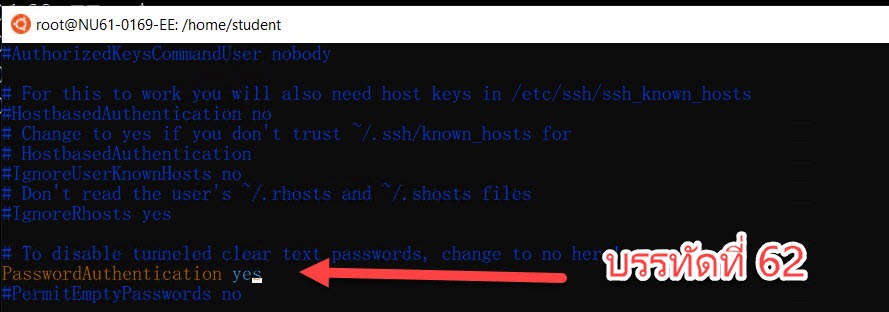 root@NU61-0169-EE: /home/student
#AuthorizedKeysCommandUser nobody
# For this to work you will also need host keys in /etc/ssh/ssh_known_hosts
#HostbasedAuthentication no
# Change to yes if you don't trust ~/.ssh/known_hosts for
# HostbasedAuthentication
#IgnoreUserKnownHosts no
# Don't read the user's ~/.rhosts and ~/.shosts files
#IgnoreRhosts yes
# To disable tunneled clear text passwords, change to no her
PasswordAuthentication yes
บรรทัดที่ 62
#PermitEmptyPasswords no